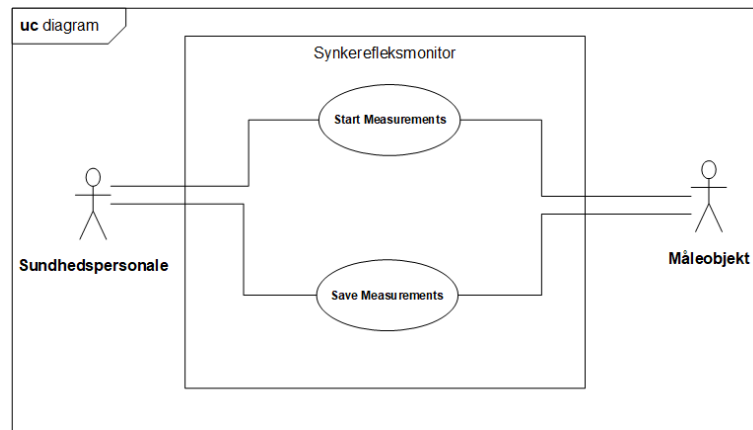 uc diagram
Synkerefleksmonitor
Start Measurements
Sundhedspersonale
Måleobjekt
Save Measurements